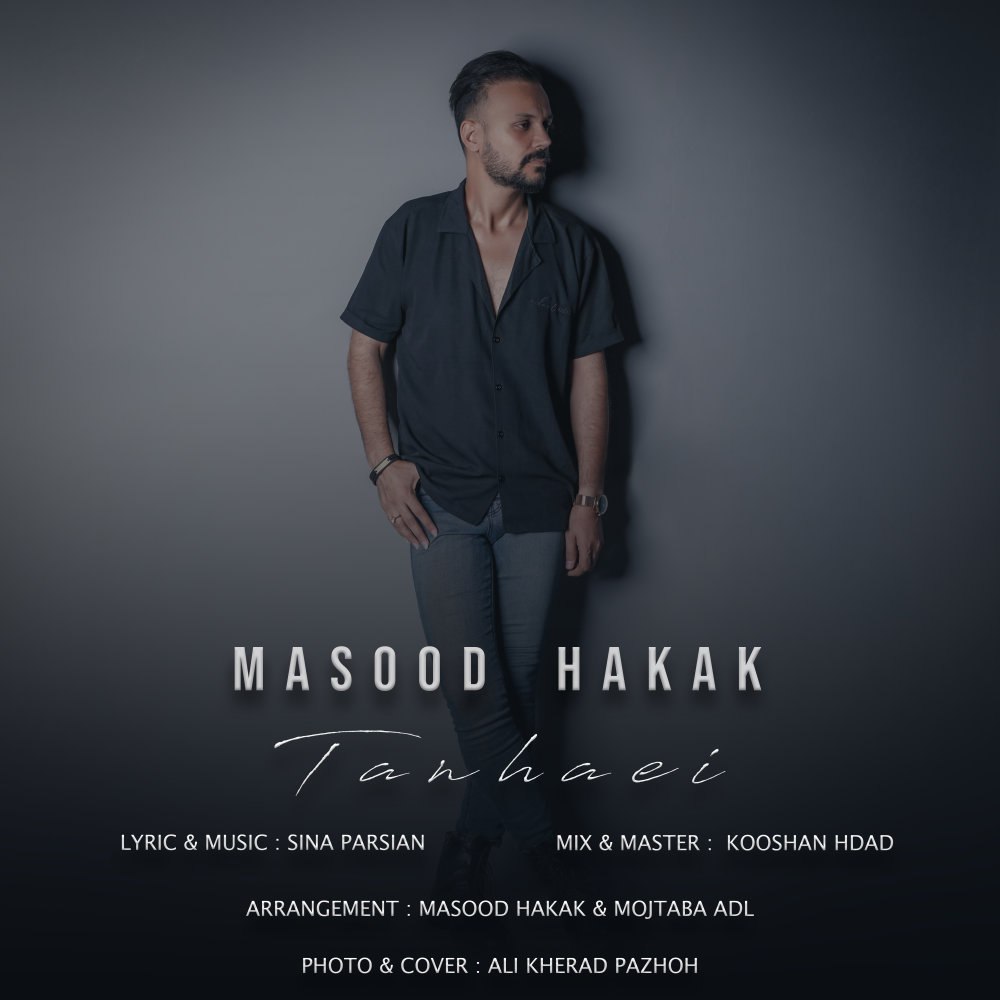 MASOOD HAKAK
Tanhaei
LYRIC & MUSIC : SINA PARSIAN MIX & MASTER : KOOSHAN HDAD
ARRANGEMENT : MASOOD HAKAK & MOJTABA ADL
PHOTO & COVER : ALI KHERAD PAZHOH